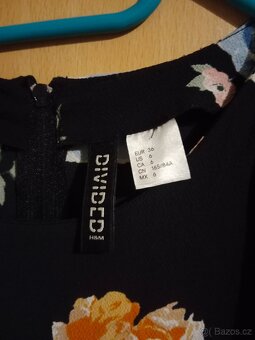 DIVIDED
H&M
EUR 36
US 6
CA 6
CN 165/84A
MX 6
Bazos.cz